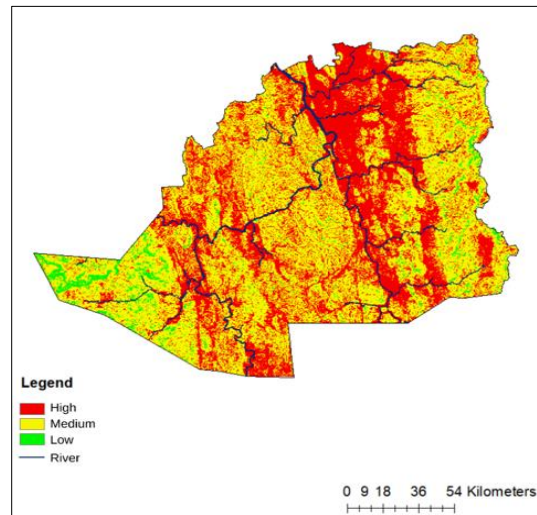 Legend
High
Medium
Low
River
0 9 18 36 54 Kilometers